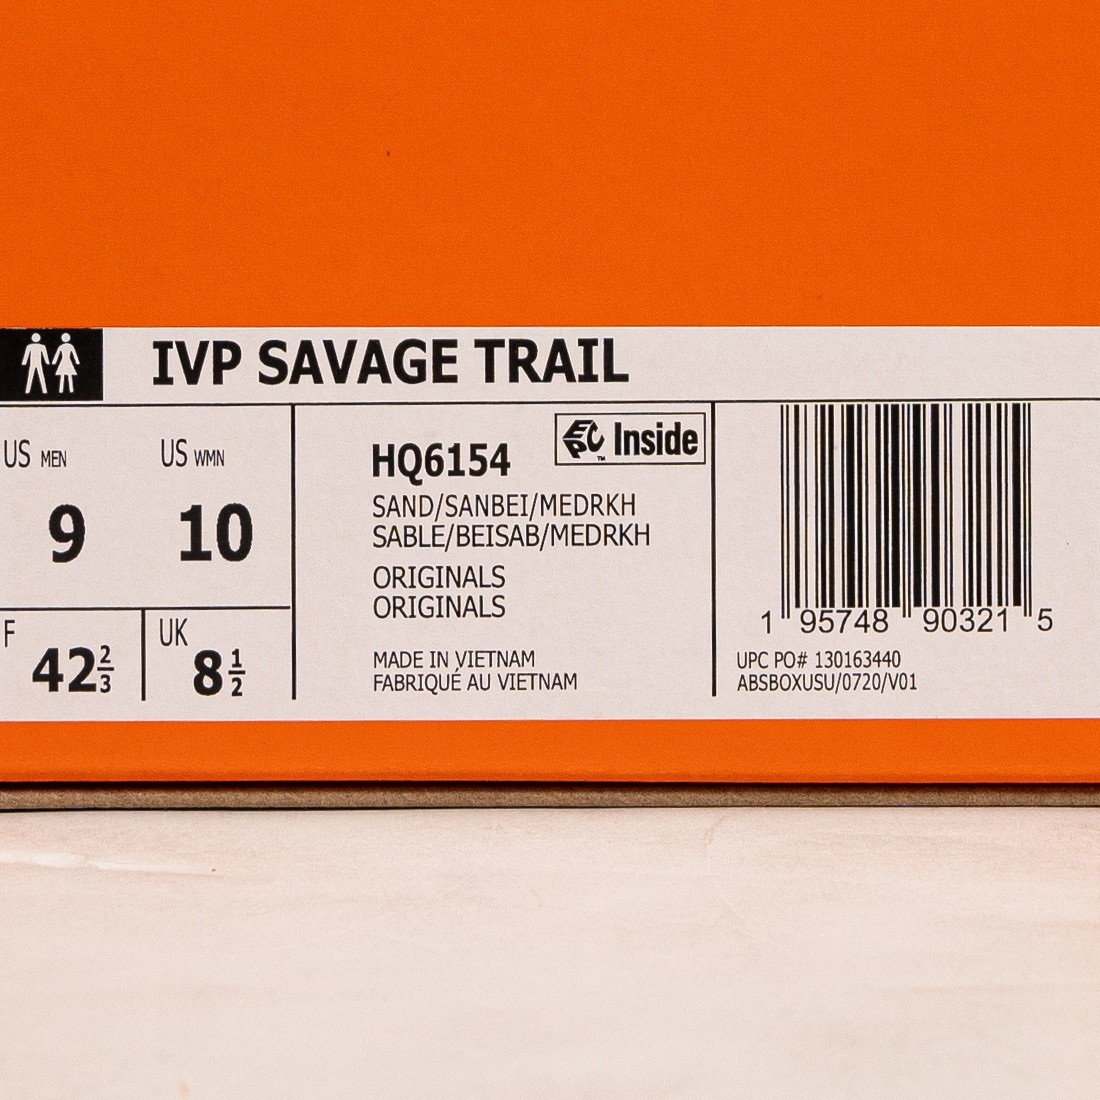 IVP SAVAGE TRAIL
US MEN
9
US WMN
10
F
42 2/3
UK
8 1/2
HQ6154
EPC™ Inside
SAND/SANBEI/MEDRKH
SABLE/BEISAB/MEDRKH
ORIGINALS
ORIGINALS
MADE IN VIETNAM
FABRIQUÉ AU VIETNAM
1 95748 90321 5
UPC PO# 130163440
ABSBOXUSU/0720/V01